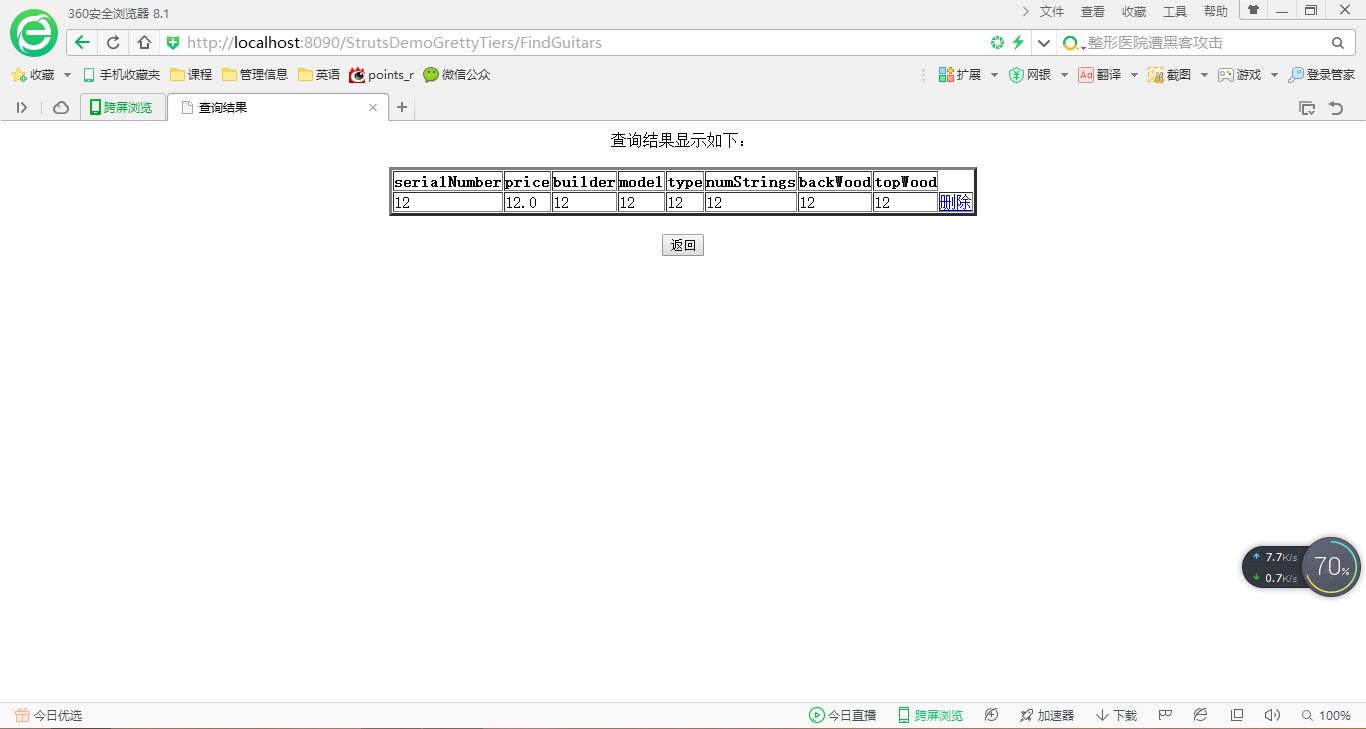 360安全浏览器 8.1
文件 查看 收藏 工具 帮助
http://localhost:8090/StrutsDemoGrettyTiers/FindGuitars
整形医院遭黑客攻击
收藏 手机收藏夹 课程 管理信息 英语 points_r 微信公众
扩展 网银 Aa 翻译 截图 游戏 登录管家
跨屏浏览 查询结果
查询结果显示如下：
serialNumber price builder model type numStrings backWood topWood
12 12.0 12 12 12 12 12 12 删除
返回
7.7K/s
0.7K/s
70%
今日优选
今日直播 跨屏浏览 加速器 下载 100%